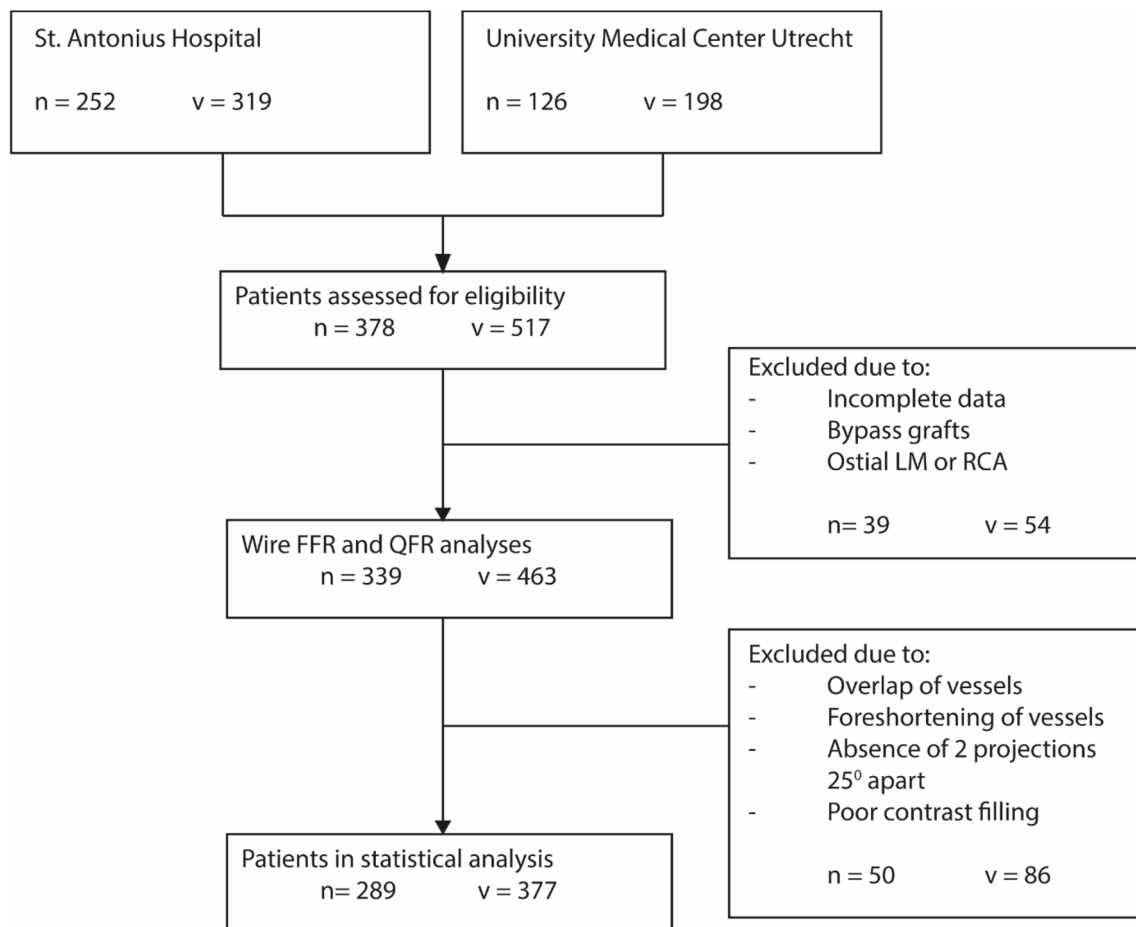 St. Antonius Hospital
n = 252 v = 319
University Medical Center Utrecht
n = 126 v = 198
Patients assessed for eligibility
n = 378 v = 517
Excluded due to:
- Incomplete data
- Bypass grafts
- Ostial LM or RCA
n= 39 v = 54
Wire FFR and QFR analyses
n = 339 v = 463
Excluded due to:
- Overlap of vessels
- Foreshortening of vessels
- Absence of 2 projections
25⁰ apart
- Poor contrast filling
n = 50 v = 86
Patients in statistical analysis
n= 289 v = 377